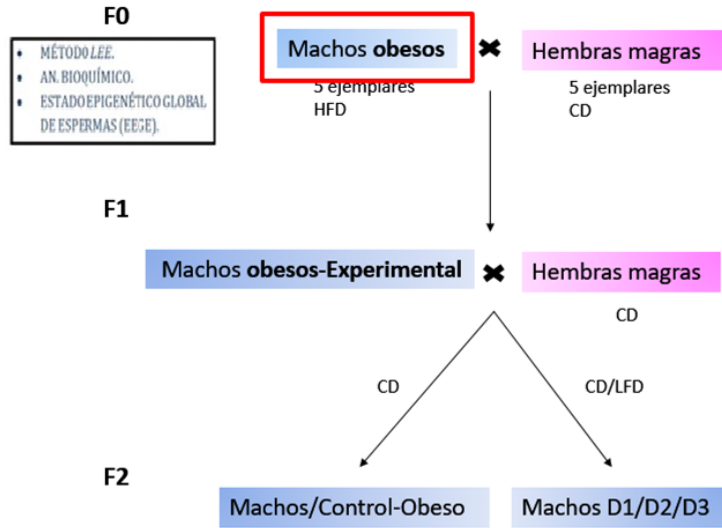 F0
• MÉTODO LEE.
• AN. BIOQUÍMICO.
• ESTADO EPIGENÉTICO GLOBAL
DE ESPERMAS (EEGE).
Machos obesos
Hembras magras
5 ejemplares
HFD
5 ejemplares
CD
F1
Machos obesos-Experimental
Hembras magras
CD
CD
CD/LFD
F2
Machos/Control-Obeso
Machos D1/D2/D3